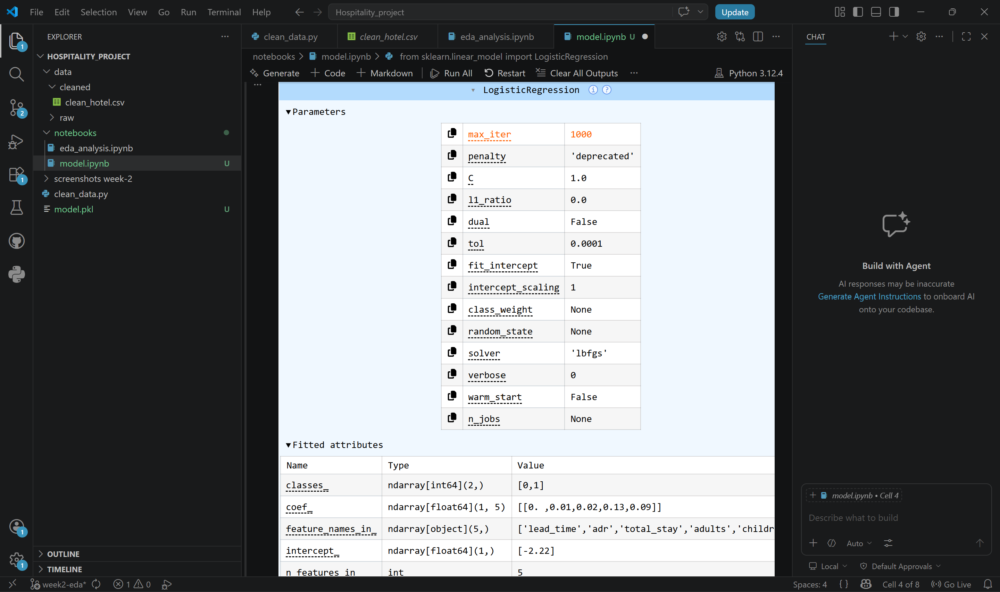 File Edit Selection View Go Run Terminal Help
Hospitality_project
Update
EXPLORER
HOSPITALITY_PROJECT
data
cleaned
clean_hotel.csv
raw
notebooks
eda_analysis.ipynb
model.ipynb U
screenshots week-2
clean_data.py
model.pkl U
OUTLINE
TIMELINE
1
2
1
1
1
clean_data.py clean_hotel.csv eda_analysis.ipynb model.ipynb U
notebooks > model.ipynb > from sklearn.linear_model import LogisticRegression
Generate + Code + Markdown Run All Restart Clear All Outputs ... Python 3.12.4
LogisticRegression i ?
Parameters
max_iter 1000
penalty 'deprecated'
C 1.0
l1_ratio 0.0
dual False
tol 0.0001
fit_intercept True
intercept_scaling 1
class_weight None
random_state None
solver 'lbfgs'
verbose 0
warm_start False
n_jobs None
Fitted attributes
Name Type Value
classes_ ndarray[int64](2,) [0,1]
coef_ ndarray[float64](1, 5) [[0. ,0.01,0.02,0.13,0.09]]
feature_names_in_ ndarray[object](5,) ['lead_time','adr','total_stay','adults','childr
intercept_ ndarray[float64](1,) [-2.22]
n_features_in_ int 5
CHAT
Build with Agent
AI responses may be inaccurate
Generate Agent Instructions to onboard AI
onto your codebase.
model.ipynb • Cell 4
Describe what to build
Auto
Local Default Approvals
week2-eda* 1 0 Spaces: 4 {} Cell 4 of 8 Go Live